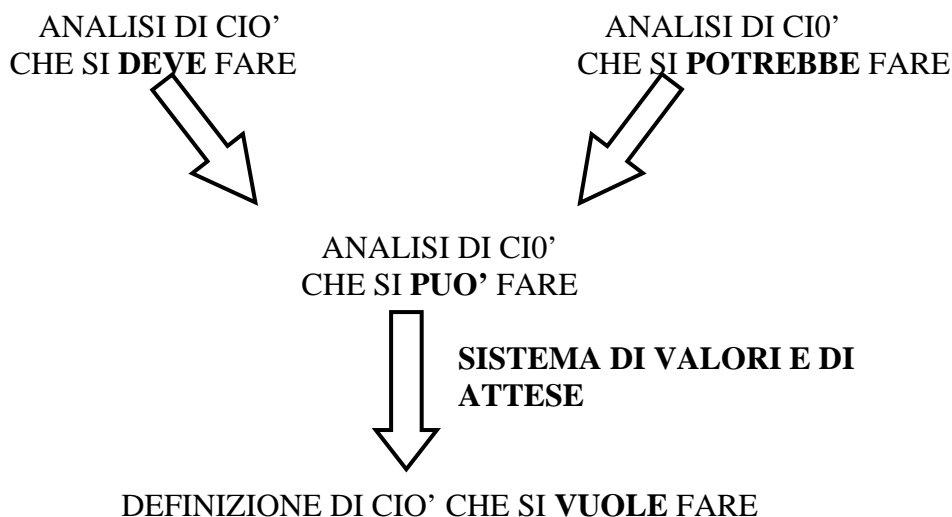 ANALISI DI CIO’
CHE SI DEVE FARE
ANALISI DI CI0’
CHE SI POTREBBE FARE
ANALISI DI CI0’
CHE SI PUO’ FARE
SISTEMA DI VALORI E DI
ATTESE
DEFINIZIONE DI CIO’ CHE SI VUOLE FARE